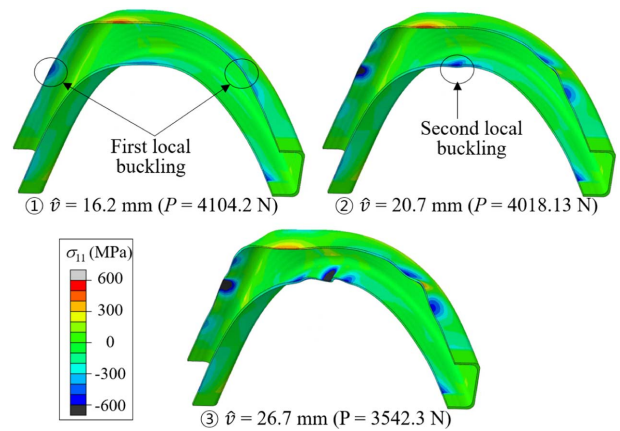 First local
buckling
Second local
buckling
① v̂ = 16.2 mm (P = 4104.2 N)
② v̂ = 20.7 mm (P = 4018.13 N)
σ₁₁ (MPa)
600
300
0
-300
-600
③ v̂ = 26.7 mm (P = 3542.3 N)